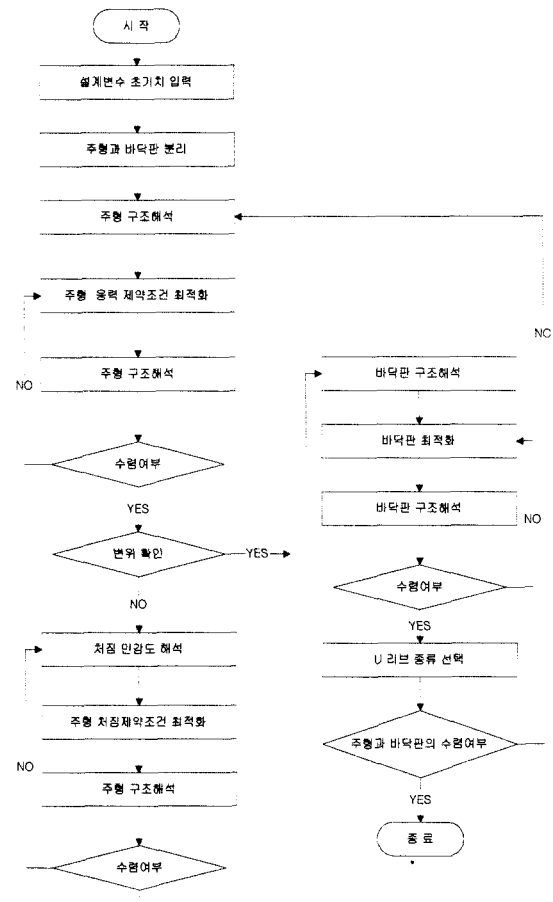 시 작
설계변수 초기치 입력
주형과 바닥판 분리
주형 구조해석
주형 응력 제약조건 최적화
주형 구조해석
NO
수렴여부
YES
변위 확인
YES
NO
처짐 민감도 해석
주형 처짐제약조건 최적화
NO
주형 구조해석
수렴여부
NO
바닥판 구조해석
바닥판 최적화
바닥판 구조해석
NO
수렴여부
YES
U 리브 종류 선택
주형과 바닥판의 수렴여부
YES
종 료